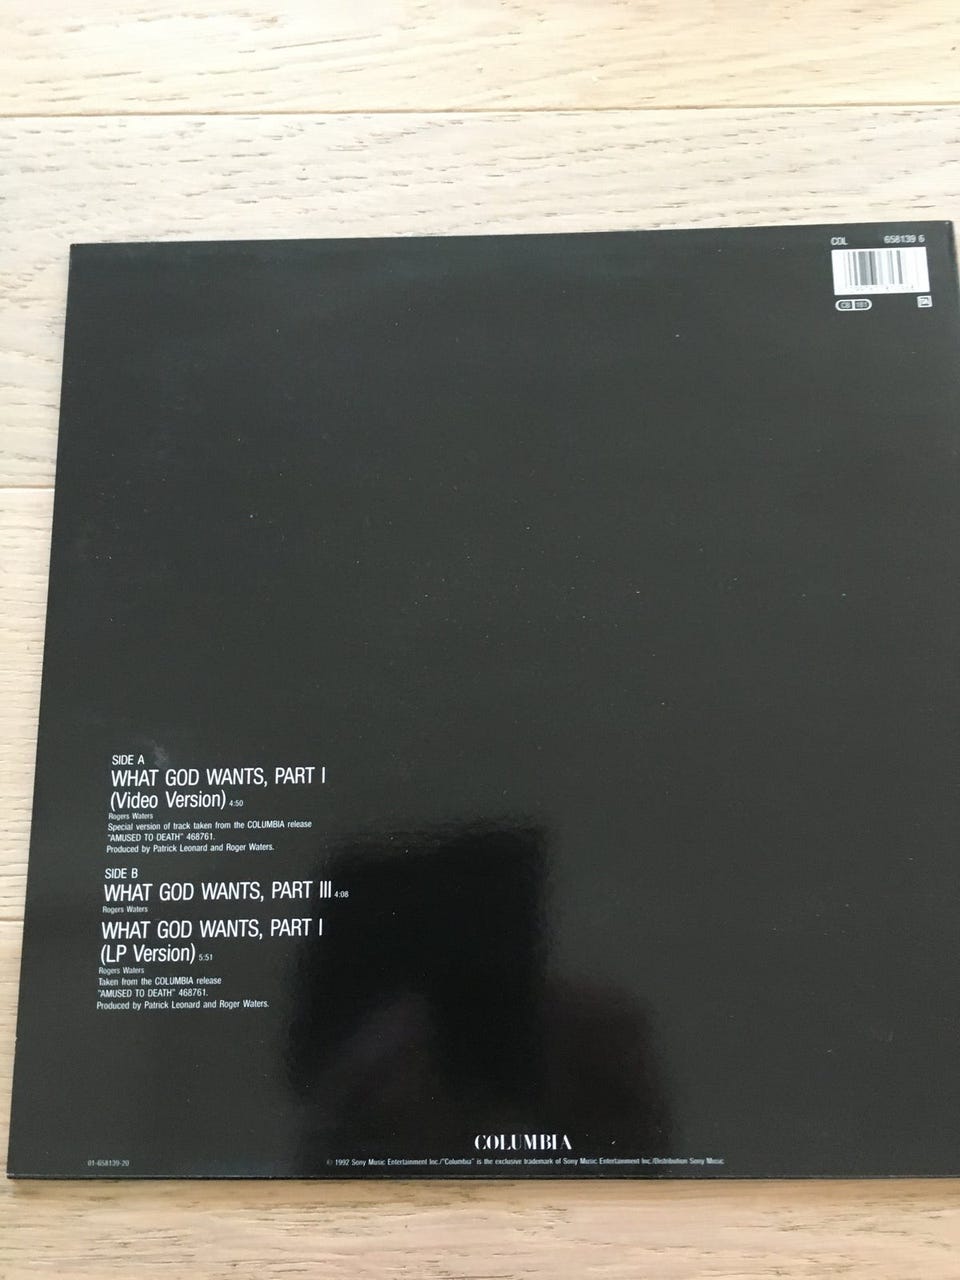 COL 658139 6
CB 181
SIDE A
WHAT GOD WANTS, PART I
(Video Version) 4:50
Rogers Waters
Special version of track taken from the COLUMBIA release
"AMUSED TO DEATH" 468761.
Produced by Patrick Leonard and Roger Waters.
SIDE B
WHAT GOD WANTS, PART III 4:08
Rogers Waters
WHAT GOD WANTS, PART I
(LP Version) 5:51
Rogers Waters
Taken from the COLUMBIA release
"AMUSED TO DEATH" 468761.
Produced by Patrick Leonard and Roger Waters.
COLUMBIA
01-658139-20
© 1992 Sony Music Entertainment Inc./"Columbia" is the exclusive trademark of Sony Music Entertainment Inc./Distribution Sony Music